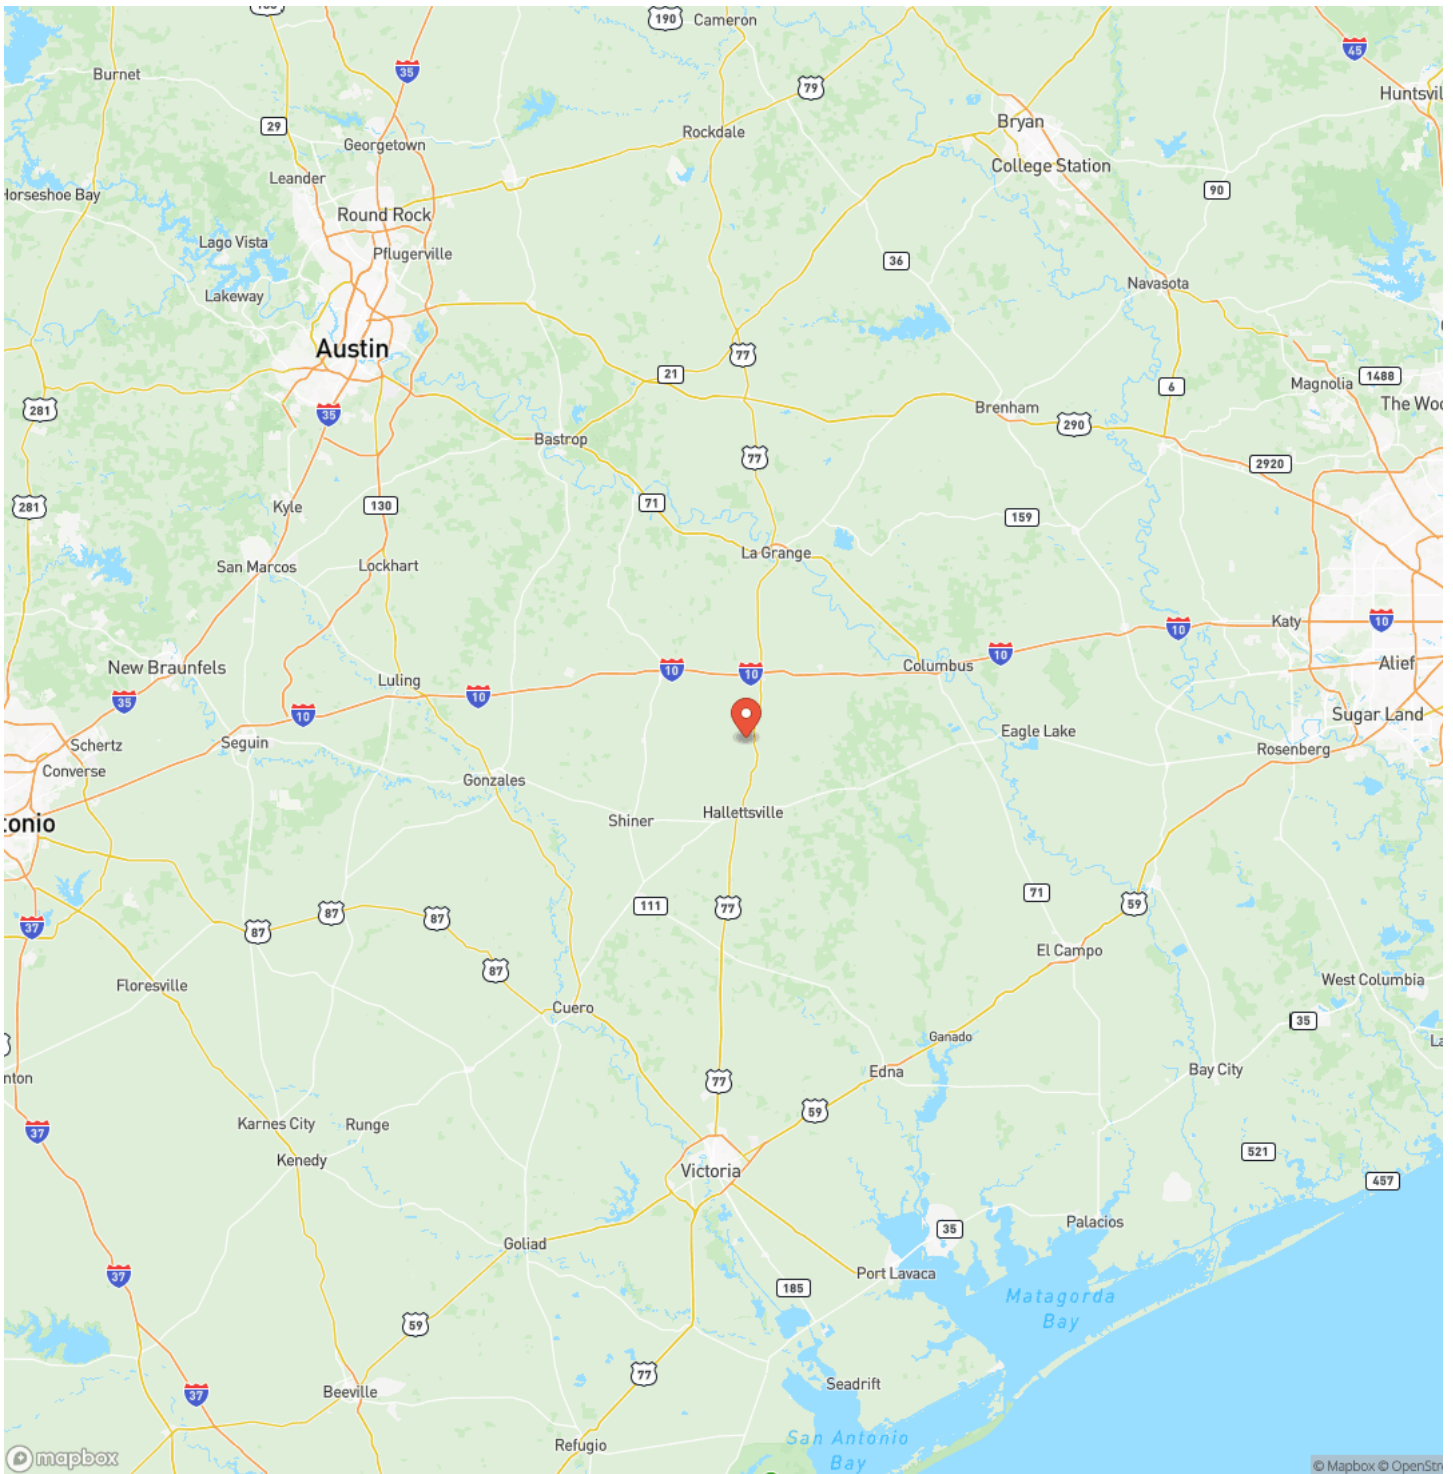 190
Cameron
45
Burnet
35
79
Huntsvil
29
Rockdale
Bryan
Georgetown
College Station
Leander
90
Horseshoe Bay
Round Rock
Lago Vista
Pflugerville
36
Navasota
Lakeway
Austin
77
21
1488
Magnolia
6
281
The Woo
35
Brenham
290
Bastrop
77
2920
281
Kyle
130
71
159
San Marcos
Lockhart
La Grange
10
Katy
10
New Braunfels
Luling
10
10
Columbus
10
Alief
35
10
10
Schertz
Seguin
Sugar Land
Eagle Lake
Rosenberg
Converse
Gonzales
Hallettsville
Shiner
tonio
71
111
77
59
87
87
87
37
87
El Campo
Floresville
West Columbia
Cuero
35
Ganado
La
Edna
Bay City
nton
77
59
Karnes City
Runge
37
Kenedy
521
Victoria
457
Palacios
35
Goliad
37
Port Lavaca
185
Matagorda
Bay
59
77
Seadrift
Beeville
37
Refugio
San Antonio
Bay
mapbox
© Mapbox © OpenStre